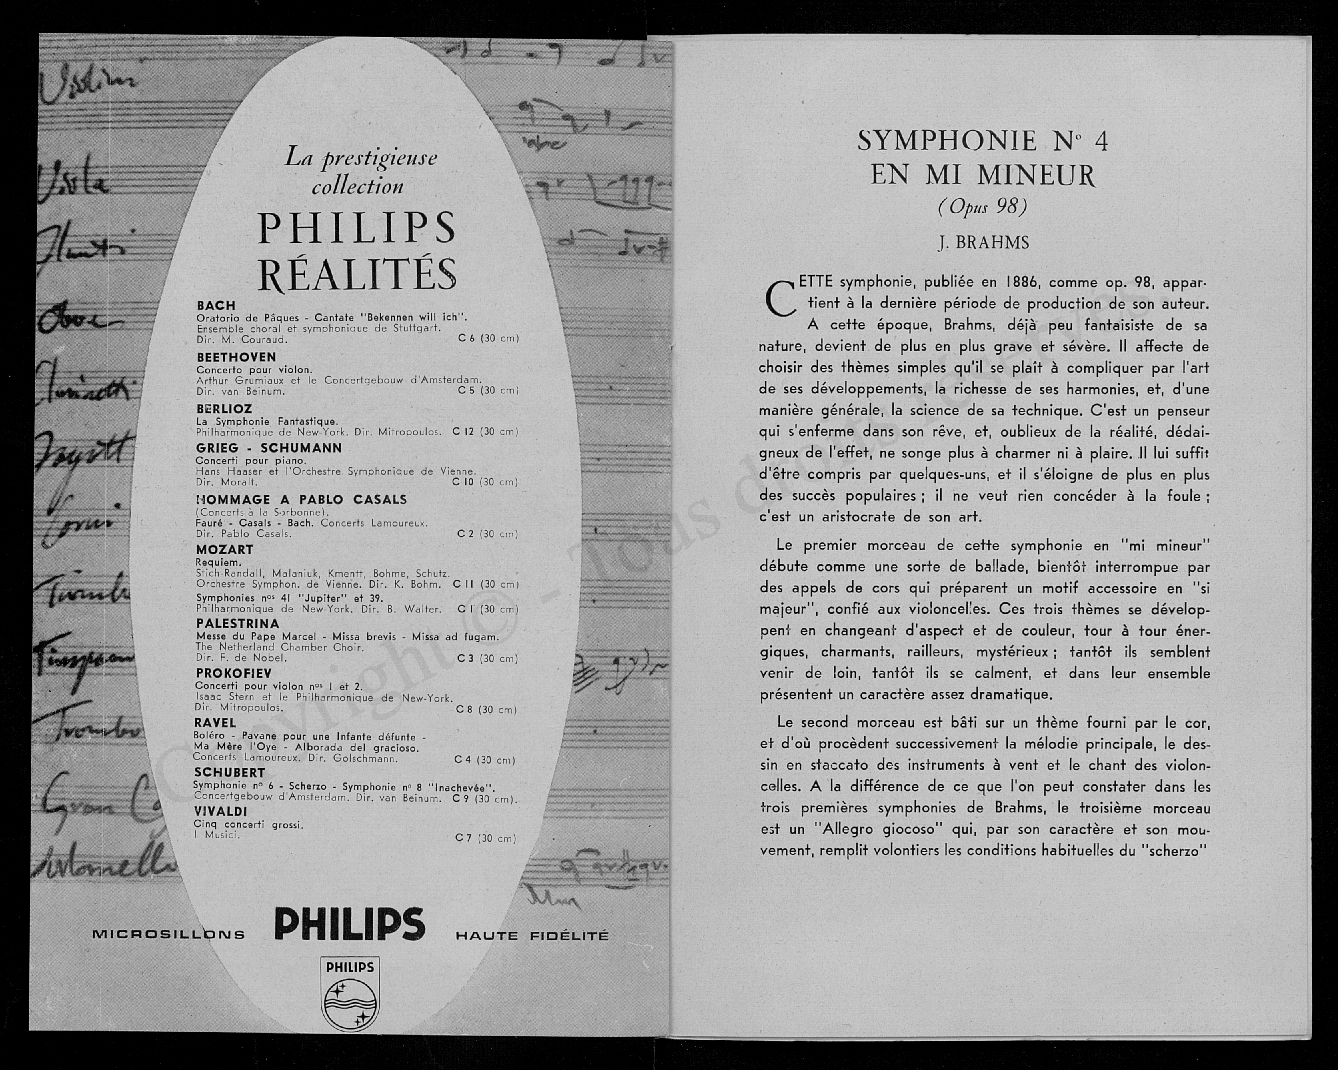 La prestigieuse
collection
PHILIPS
RÉALITÉS
BACH
Oratorio de Pâques - Cantate "Bekennen will ich".
Ensemble choral et symphonique de Stuttgart.
Dir. M. Couraud. C 6 (30 cm)
BEETHOVEN
Concerto pour violon.
Arthur Grumiaux et le Concertgebouw d'Amsterdam.
Dir. van Beinum. C 5 (30 cm)
BERLIOZ
La Symphonie Fantastique.
Philharmonique de New-York. Dir. Mitropoulos. C 12 (30 cm)
GRIEG - SCHUMANN
Concerti pour piano.
Hans Haaser et l'Orchestre Symphonique de Vienne.
Dir. Moralt. C 10 (30 cm)
HOMMAGE A PABLO CASALS
(Concerts à la Sorbonne).
Fauré - Casals - Bach. Concerts Lamoureux.
Dir. Pablo Casals. C 2 (30 cm)
MOZART
Requiem.
Stich-Randall, Malaniuk, Kmentt, Bohme, Schutz.
Orchestre Symphon. de Vienne. Dir. K. Bohm. C 11 (30 cm)
Symphonies nos 41 "Jupiter" et 39.
Philharmonique de New-York. Dir. B. Walter. C 1 (30 cm)
PALESTRINA
Messe du Pape Marcel - Missa brevis - Missa ad fugam.
The Netherland Chamber Choir.
Dir. F. de Nobel. C 3 (30 cm)
PROKOFIEV
Concerti pour violon nos 1 et 2.
Isaac Stern et le Philharmonique de New-York.
Dir. Mitropoulos. C 8 (30 cm)
RAVEL
Boléro - Pavane pour une Infante défunte -
Ma Mère l'Oye - Alborada del gracioso.
Concerts Lamoureux. Dir. Golschmann. C 4 (30 cm)
SCHUBERT
Symphonie no 6 - Scherzo - Symphonie no 8 "Inachevée".
Concertgebouw d'Amsterdam. Dir. van Beinum. C 9 (30 cm).
VIVALDI
Cinq concerti grossi.
I Musici. C 7 (30 cm)
MICROSILLONS PHILIPS HAUTE FIDÉLITÉ
PHILIPS
Violini
Viola
Flauti
Oboe
Clarinetti
Fagotti
Corni
Trombe
Timpani
Trombo
Gran Ca
Violoncello
SYMPHONIE No 4
EN MI MINEUR
(Opus 98)
J. BRAHMS
CETTE symphonie, publiée en 1886, comme op. 98, appar-
tient à la dernière période de production de son auteur.
A cette époque, Brahms, déjà peu fantaisiste de sa
nature, devient de plus en plus grave et sévère. Il affecte de
choisir des thèmes simples qu'il se plaît à compliquer par l'art
de ses développements, la richesse de ses harmonies, et, d'une
manière générale, la science de sa technique. C'est un penseur
qui s'enferme dans son rêve, et, oublieux de la réalité, dédai-
gneux de l'effet, ne songe plus à charmer ni à plaire. Il lui suffit
d'être compris par quelques-uns, et il s'éloigne de plus en plus
des succès populaires ; il ne veut rien concéder à la foule ;
c'est un aristocrate de son art.
Le premier morceau de cette symphonie en "mi mineur"
débute comme une sorte de ballade, bientôt interrompue par
des appels de cors qui préparent un motif accessoire en "si
majeur", confié aux violoncelles. Ces trois thèmes se dévelop-
pent en changeant d'aspect et de couleur, tour à tour éner-
giques, charmants, railleurs, mystérieux ; tantôt ils semblent
venir de loin, tantôt ils se calment, et dans leur ensemble
présentent un caractère assez dramatique.
Le second morceau est bâti sur un thème fourni par le cor,
et d'où procèdent successivement la mélodie principale, le des-
sin en staccato des instruments à vent et le chant des violon-
celles. A la différence de ce que l'on peut constater dans les
trois premières symphonies de Brahms, le troisième morceau
est un "Allegro giocoso" qui, par son caractère et son mou-
vement, remplit volontiers les conditions habituelles du "scherzo"